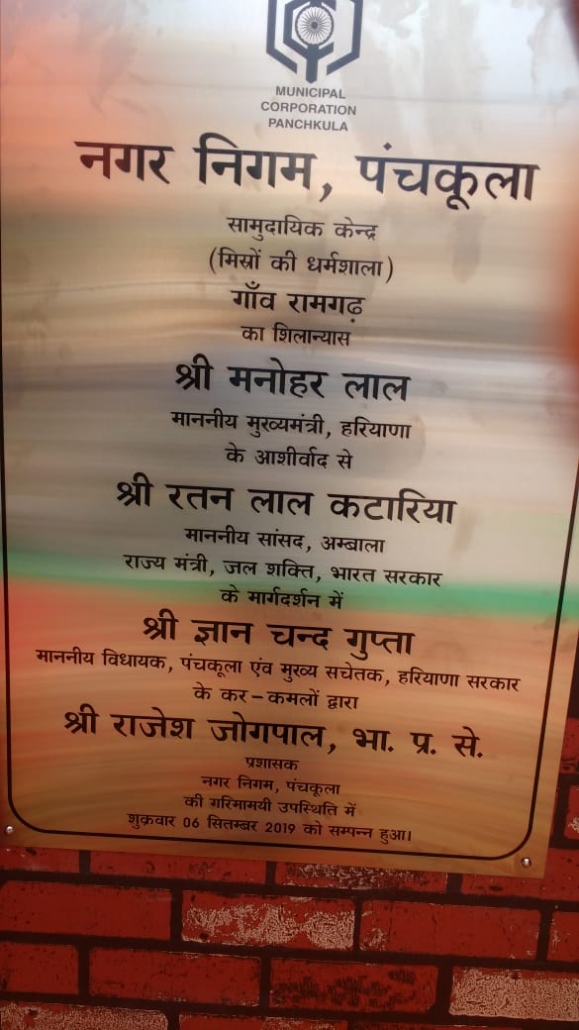 MUNICIPAL
CORPORATION
PANCHKULA
नगर निगम, पंचकूला
सामुदायिक केन्द्र
(मिस्रों की धर्मशाला)
गाँव रामगढ़
का शिलान्यास
श्री मनोहर लाल
माननीय मुख्यमंत्री, हरियाणा
के आशीर्वाद से
श्री रतन लाल कटारिया
माननीय सांसद, अम्बाला
राज्य मंत्री, जल शक्ति, भारत सरकार
के मार्गदर्शन में
श्री ज्ञान चन्द गुप्ता
माननीय विधायक, पंचकूला एंव मुख्य सचेतक, हरियाणा सरकार
के कर-कमलों द्वारा
श्री राजेश जोगपाल, भा. प्र. से.
प्रशासक
नगर निगम, पंचकूला
की गरिमामयी उपस्थिति में
शुक्रवार 06 सितम्बर 2019 को सम्पन्न हुआ।